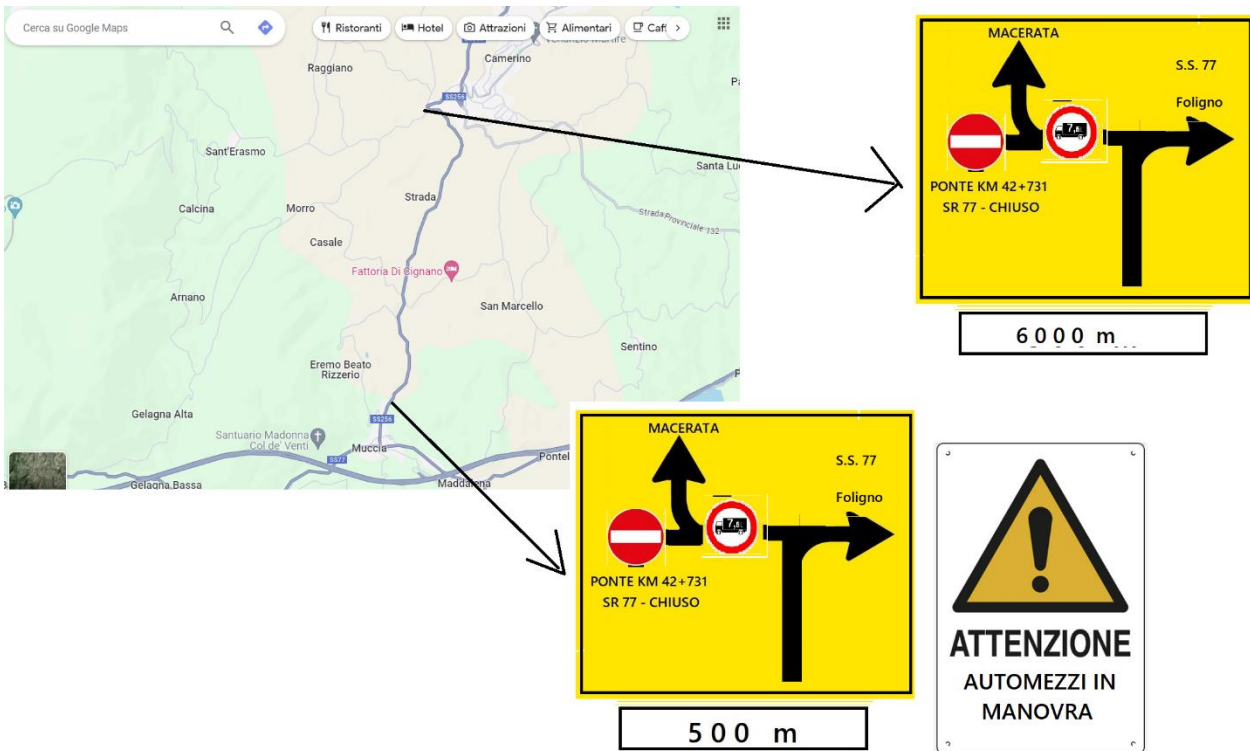 Cerca su Google Maps
Ristoranti
Hotel
Attrazioni
Alimentari
Caff
Camerino
Raggiano
SS256
Sant'Erasmo
Santa Luc
Strada
Calcina
Morro
Strada Provinciale 132
Casale
Fattoria Di Cignano
Arnano
San Marcello
Sentino
Eremo Beato
Rizzerio
Gelagna Alta
SS256
Santuario Madonna
Col de' Venti
Muccia
SS77
Pontel
Gelagna Bassa
Maddalena
MACERATA
S.S. 77
Foligno
7,5
PONTE KM 42+731
SR 77 - CHIUSO
6000 m
MACERATA
S.S. 77
Foligno
7,5
PONTE KM 42+731
SR 77 - CHIUSO
500 m
ATTENZIONE
AUTOMEZZI IN
MANOVRA